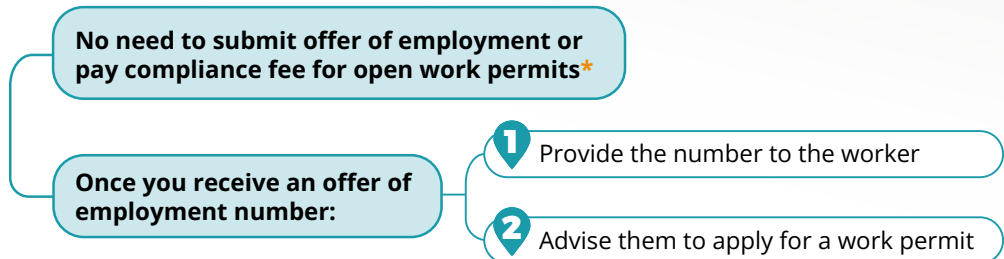 No need to submit offer of employment or
pay compliance fee for open work permits*
Once you receive an offer of
employment number:
1
Provide the number to the worker
2
Advise them to apply for a work permit